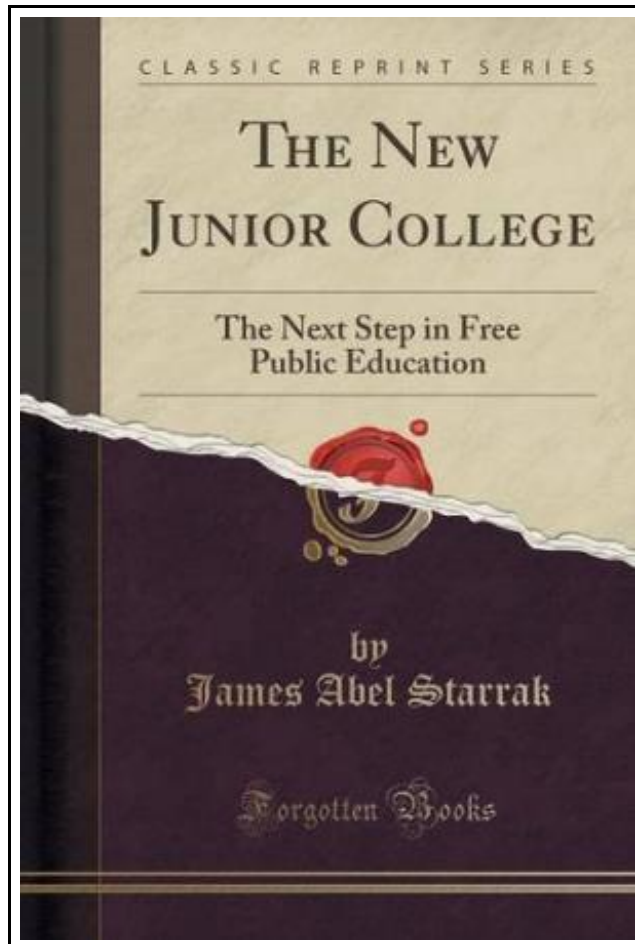 CLASSIC REPRINT SERIES
THE NEW
JUNIOR COLLEGE
The Next Step in Free
Public Education
by
James Abel Starrak
Forgotten Books